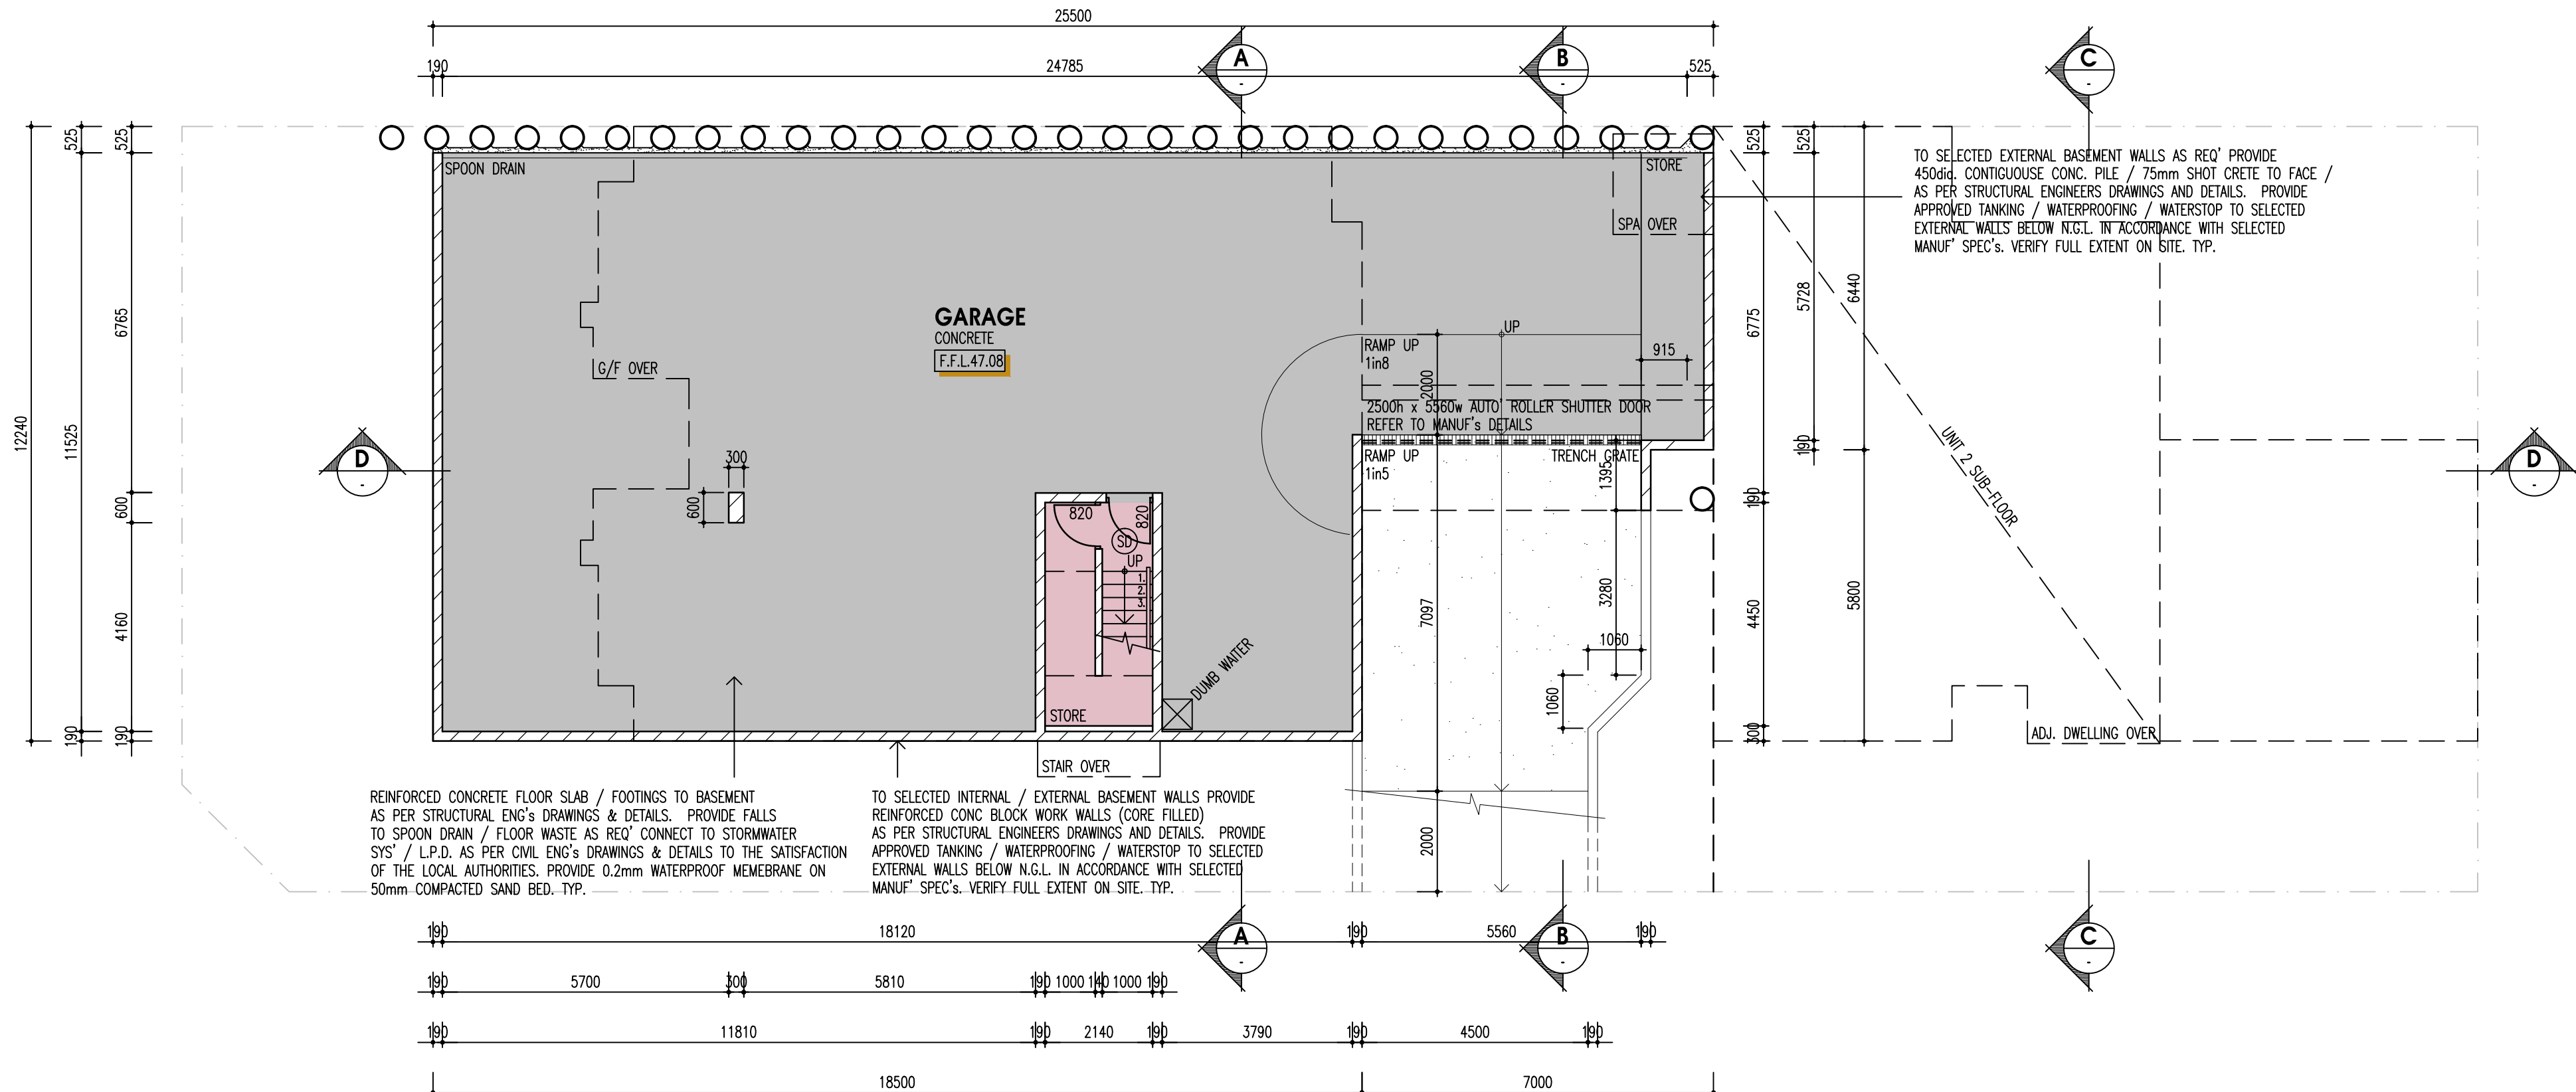 25500
190
24785
525
A
-
B
-
C
-
12240
525
11525
190
525
6765
600
4160
190
SPOON DRAIN
STORE
SPA OVER
GARAGE
CONCRETE
F.F.L.47.08
G/F OVER
UP
RAMP UP
1in8
2000
915
2500h x 5560w AUTO' ROLLER SHUTTER DOOR
REFER TO MANUF's DETAILS
RAMP UP
1in5
TRENCH GRATE
1395
300
600
D
-
D
-
820
820
SD
UP
1.
2.
3.
STORE
DUMB WAITER
STAIR OVER
7097
3280
1060
1060
2000
525
6775
190
4450
300
525
5728
190
6440
5800
UNIT 2 SUB-FLOOR
ADJ. DWELLING OVER
TO SELECTED EXTERNAL BASEMENT WALLS AS REQ' PROVIDE
450dia. CONTIGUOUSE CONC. PILE / 75mm SHOT CRETE TO FACE /
AS PER STRUCTURAL ENGINEERS DRAWINGS AND DETAILS. PROVIDE
APPROVED TANKING / WATERPROOFING / WATERSTOP TO SELECTED
EXTERNAL WALLS BELOW N.G.L. IN ACCORDANCE WITH SELECTED
MANUF' SPEC's. VERIFY FULL EXTENT ON SITE. TYP.
REINFORCED CONCRETE FLOOR SLAB / FOOTINGS TO BASEMENT
AS PER STRUCTURAL ENG's DRAWINGS & DETAILS. PROVIDE FALLS
TO SPOON DRAIN / FLOOR WASTE AS REQ' CONNECT TO STORMWATER
SYS' / L.P.D. AS PER CIVIL ENG's DRAWINGS & DETAILS TO THE SATISFACTION
OF THE LOCAL AUTHORITIES. PROVIDE 0.2mm WATERPROOF MEMEBRANE ON
50mm COMPACTED SAND BED. TYP.
TO SELECTED INTERNAL / EXTERNAL BASEMENT WALLS PROVIDE
REINFORCED CONC BLOCK WORK WALLS (CORE FILLED)
AS PER STRUCTURAL ENGINEERS DRAWINGS AND DETAILS. PROVIDE
APPROVED TANKING / WATERPROOFING / WATERSTOP TO SELECTED
EXTERNAL WALLS BELOW N.G.L. IN ACCORDANCE WITH SELECTED
MANUF' SPEC's. VERIFY FULL EXTENT ON SITE. TYP.
190 18120 190 5560 190
A
-
B
-
C
-
190 5700 300 5810 190 1000 140 1000 190
190 11810 190 2140 190 3790 190 4500 190
18500 7000